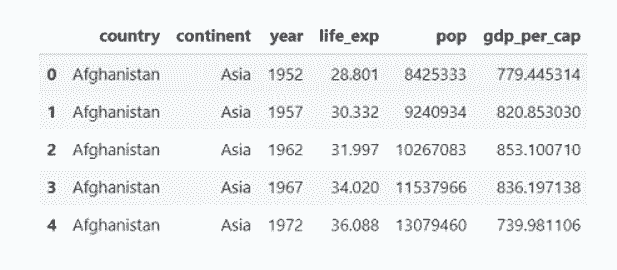 country continent year life_exp pop gdp_per_cap
0 Afghanistan Asia 1952 28.801 8425333 779.445314
1 Afghanistan Asia 1957 30.332 9240934 820.853030
2 Afghanistan Asia 1962 31.997 10267083 853.100710
3 Afghanistan Asia 1967 34.020 11537966 836.197138
4 Afghanistan Asia 1972 36.088 13079460 739.981106